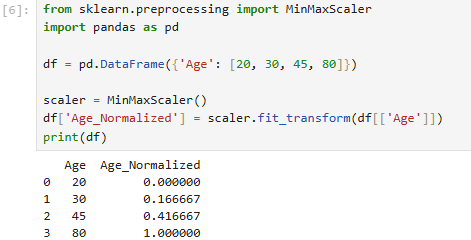 [6]: from sklearn.preprocessing import MinMaxScaler
import pandas as pd
df = pd.DataFrame({'Age': [20, 30, 45, 80]})
scaler = MinMaxScaler()
df['Age_Normalized'] = scaler.fit_transform(df[['Age']])
print(df)
Age Age_Normalized
0 20 0.000000
1 30 0.166667
2 45 0.416667
3 80 1.000000